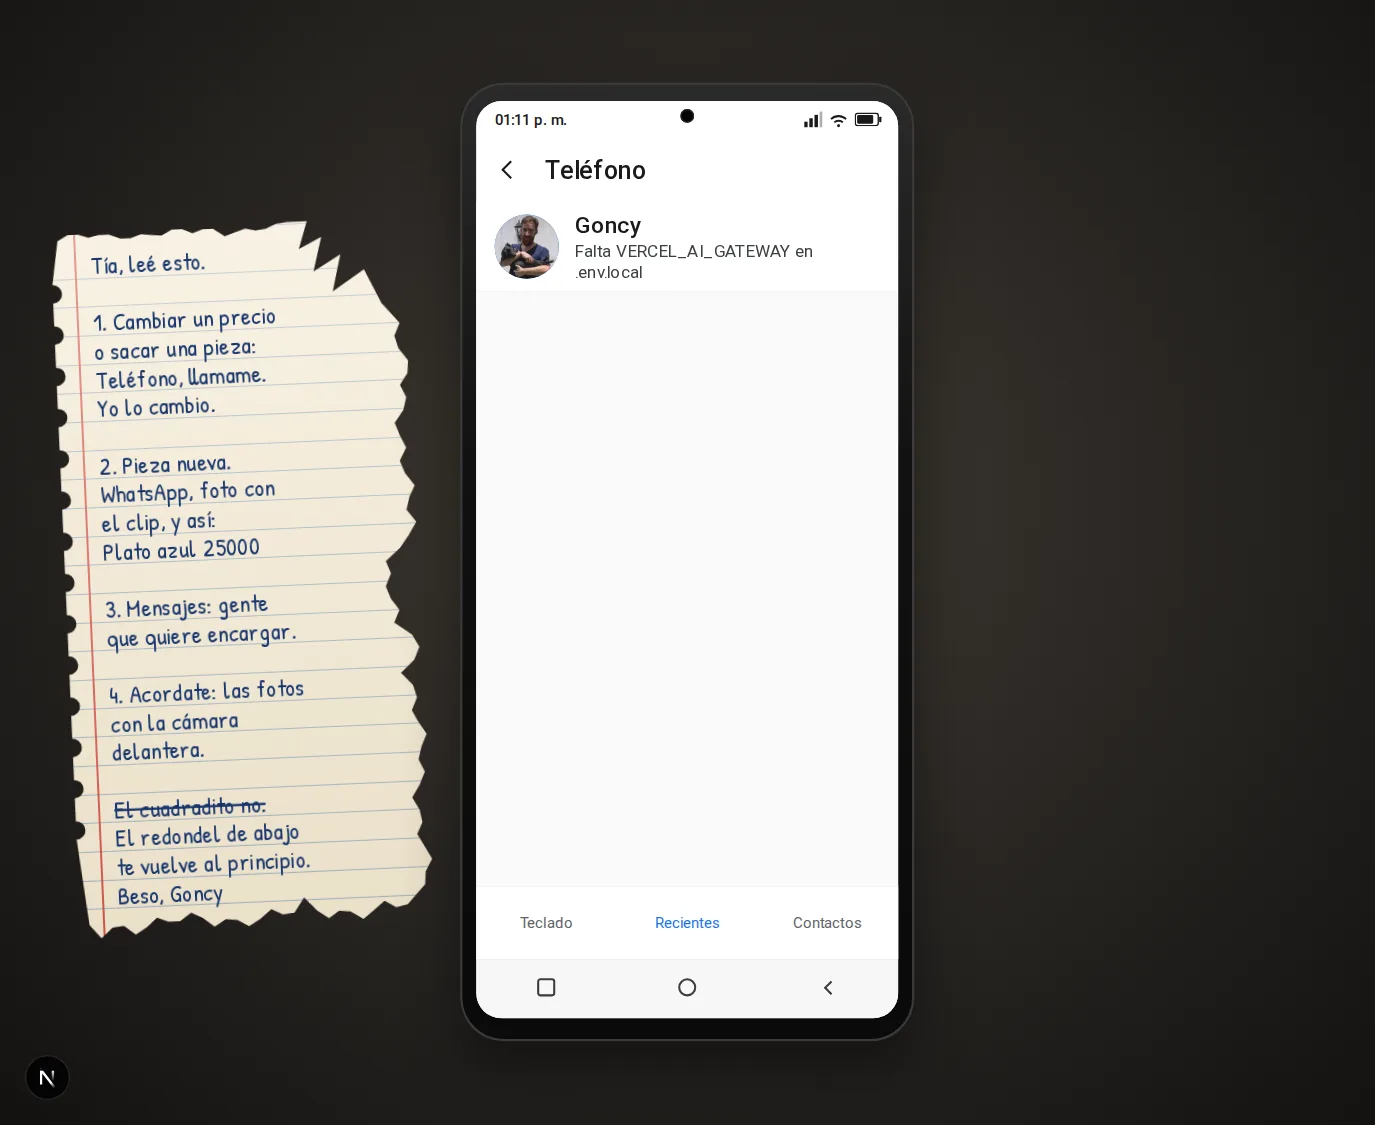 Tía, leé esto.
1. Cambiar un precio
o sacar una pieza:
Teléfono, llamame.
Yo lo cambio.
2. Pieza nueva.
WhatsApp, foto con
el clip, y así:
Plato azul 25000
3. Mensajes: gente
que quiere encargar.
4. Acordate: las fotos
con la cámara
delantera.
El cuadradito no:
El redondel de abajo
te vuelve al principio.
Beso, Goncy
01:11 p. m.
Teléfono
Goncy
Falta VERCEL_AI_GATEWAY en
.env.local
Teclado Recientes Contactos
N